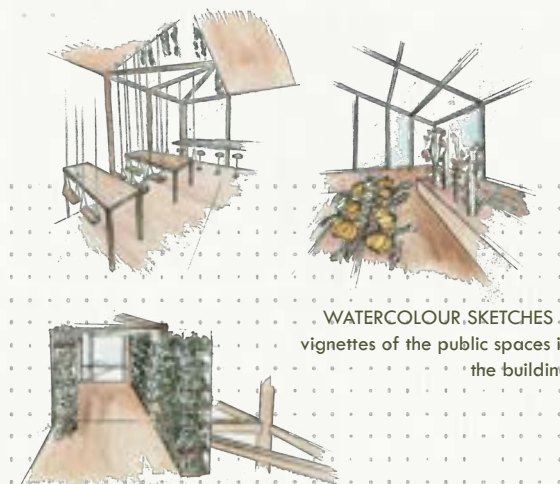 WATERCOLOUR SKETCHES
vignettes of the public spaces
the buildin